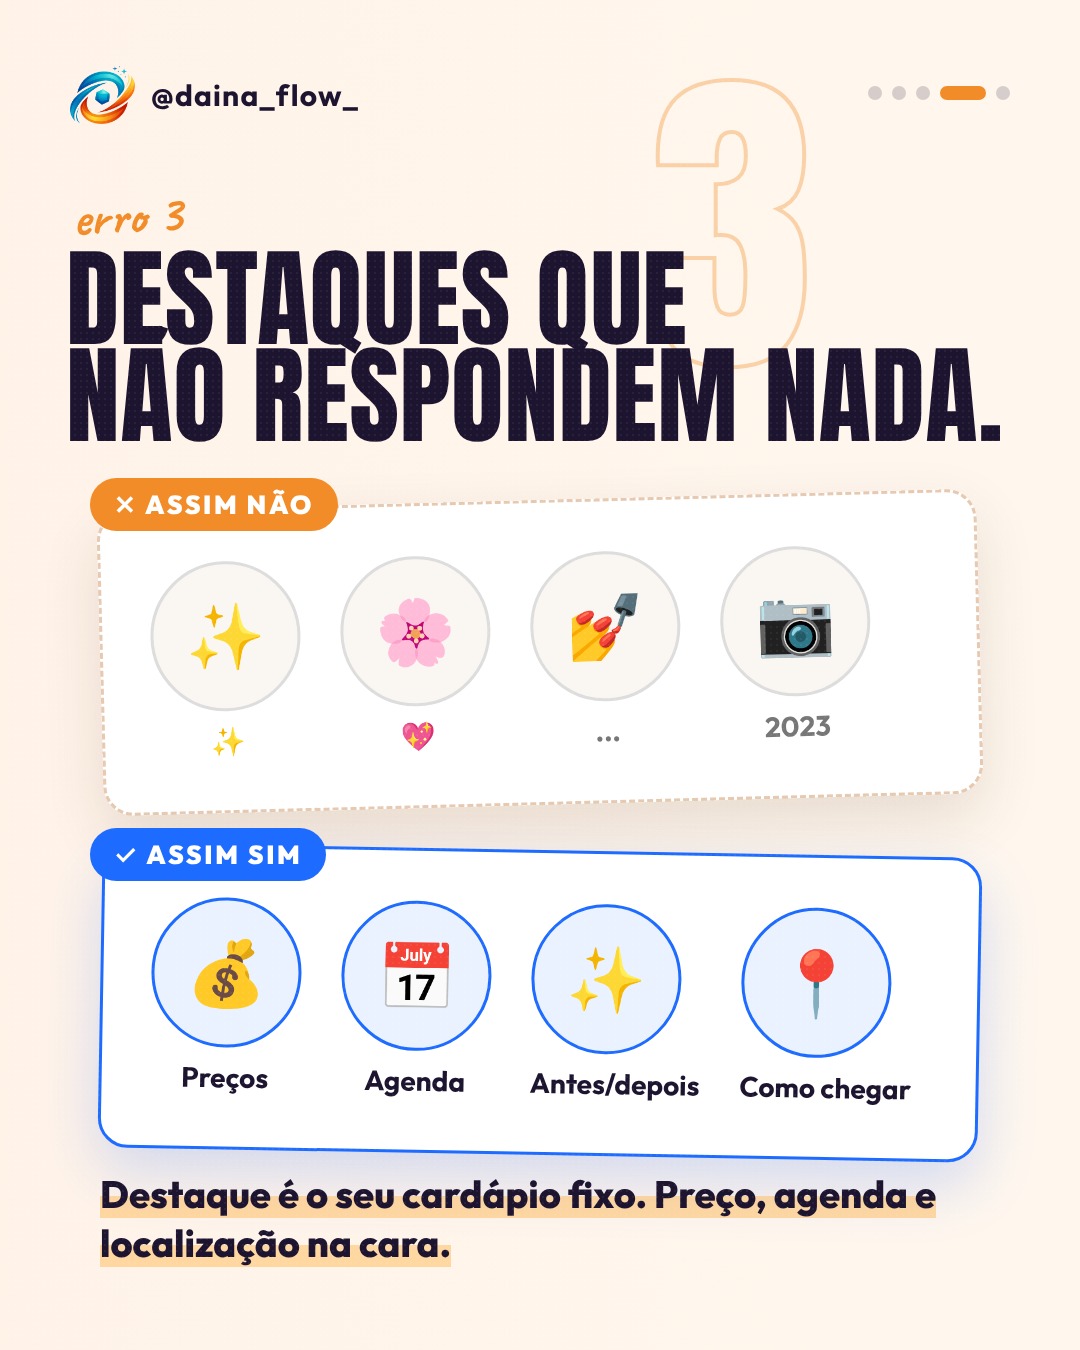 @daina_flow_
3
erro 3
DESTAQUES QUE
NÃO RESPONDEM NADA.
✕ ASSIM NÃO
✨ 💖 ... 2023
✓ ASSIM SIM
July
17
Preços Agenda Antes/depois Como chegar
Destaque é o seu cardápio fixo. Preço, agenda e
localização na cara.